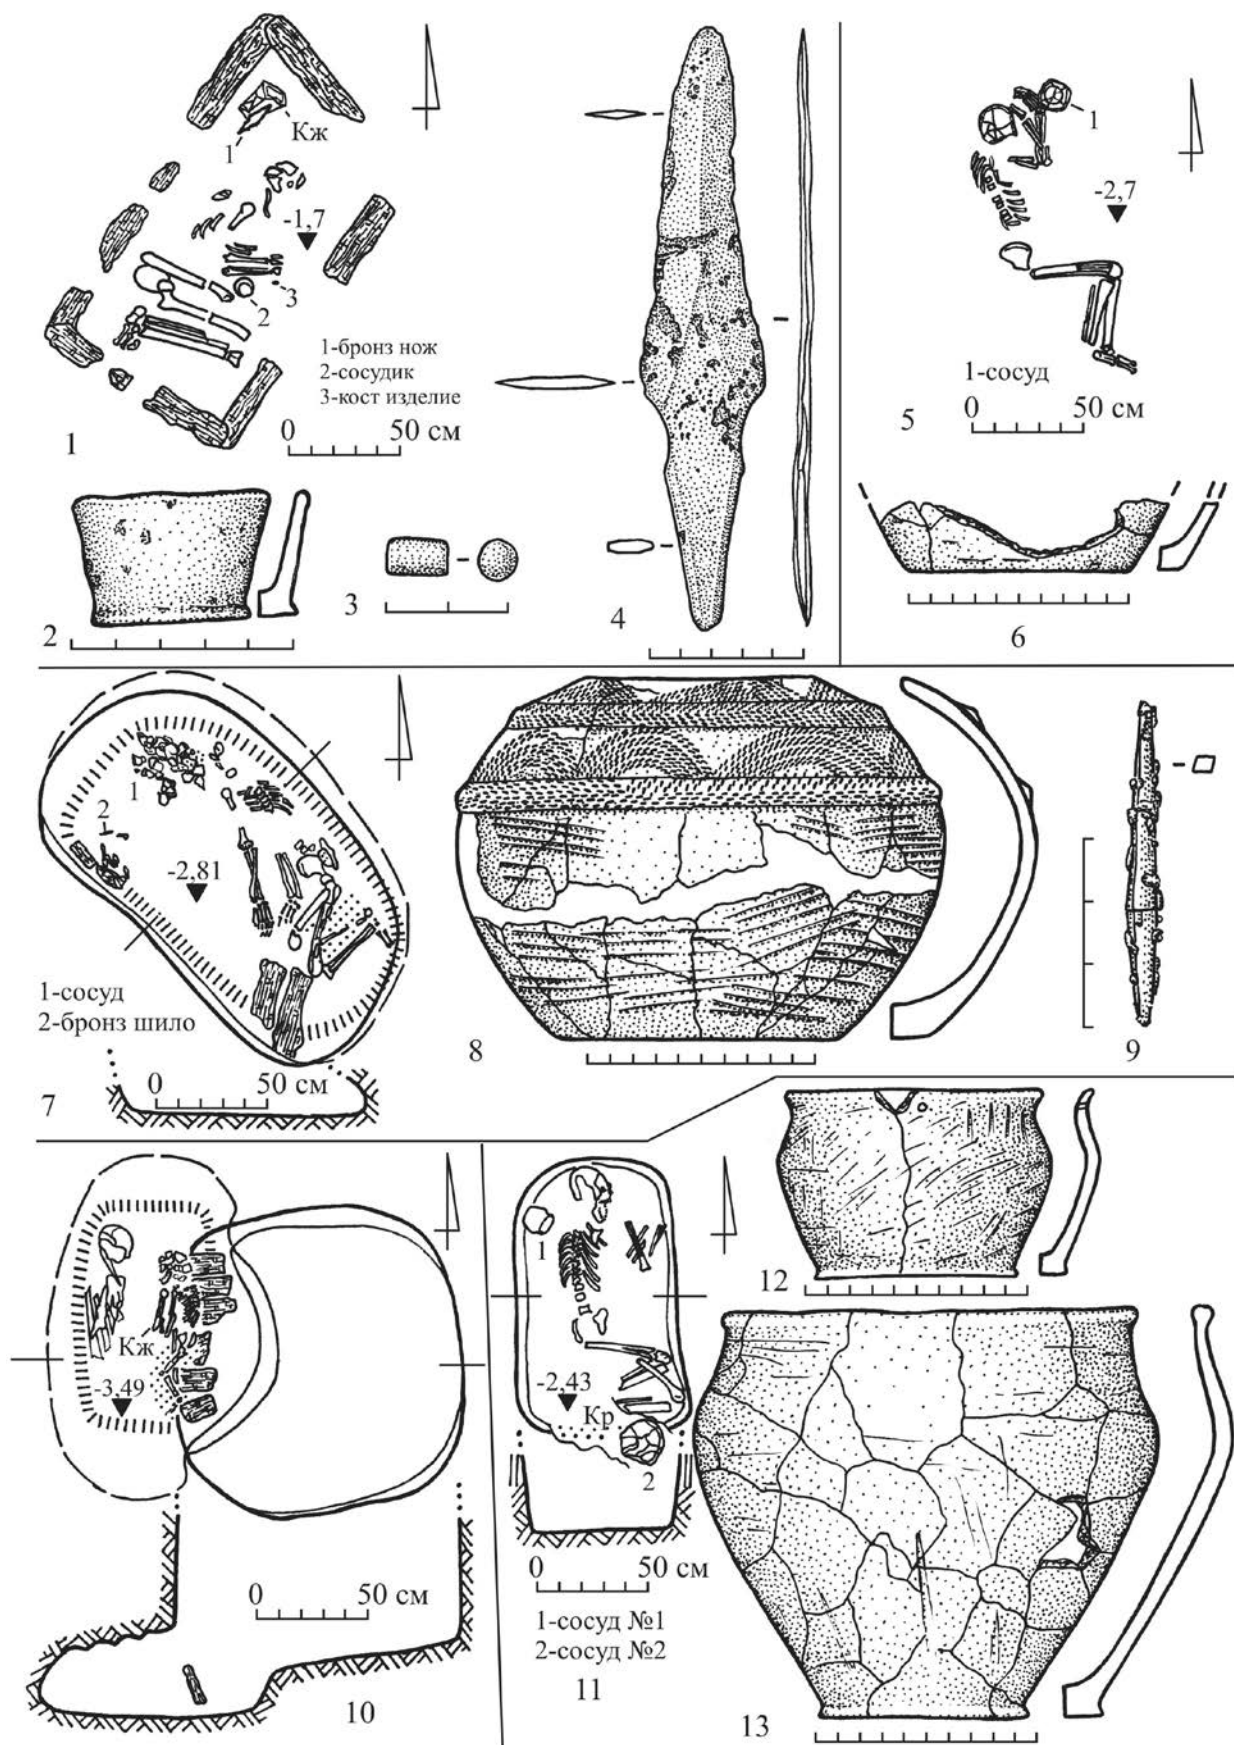 Кж
1
-1,7
3
2
1-бронз нож
2-сосудик
3-кост изделие
0 50 см
1
2
3
4
1
-2,7
1-сосуд
0 50 см
5
6
1
2
-2,81
1-сосуд
2-бронз шило
0 50 см
7
8
9
Кж
-3,49
0 50 см
10
1
-2,43
Кр
2
0 50 см
1-сосуд №1
2-сосуд №2
11
12
13